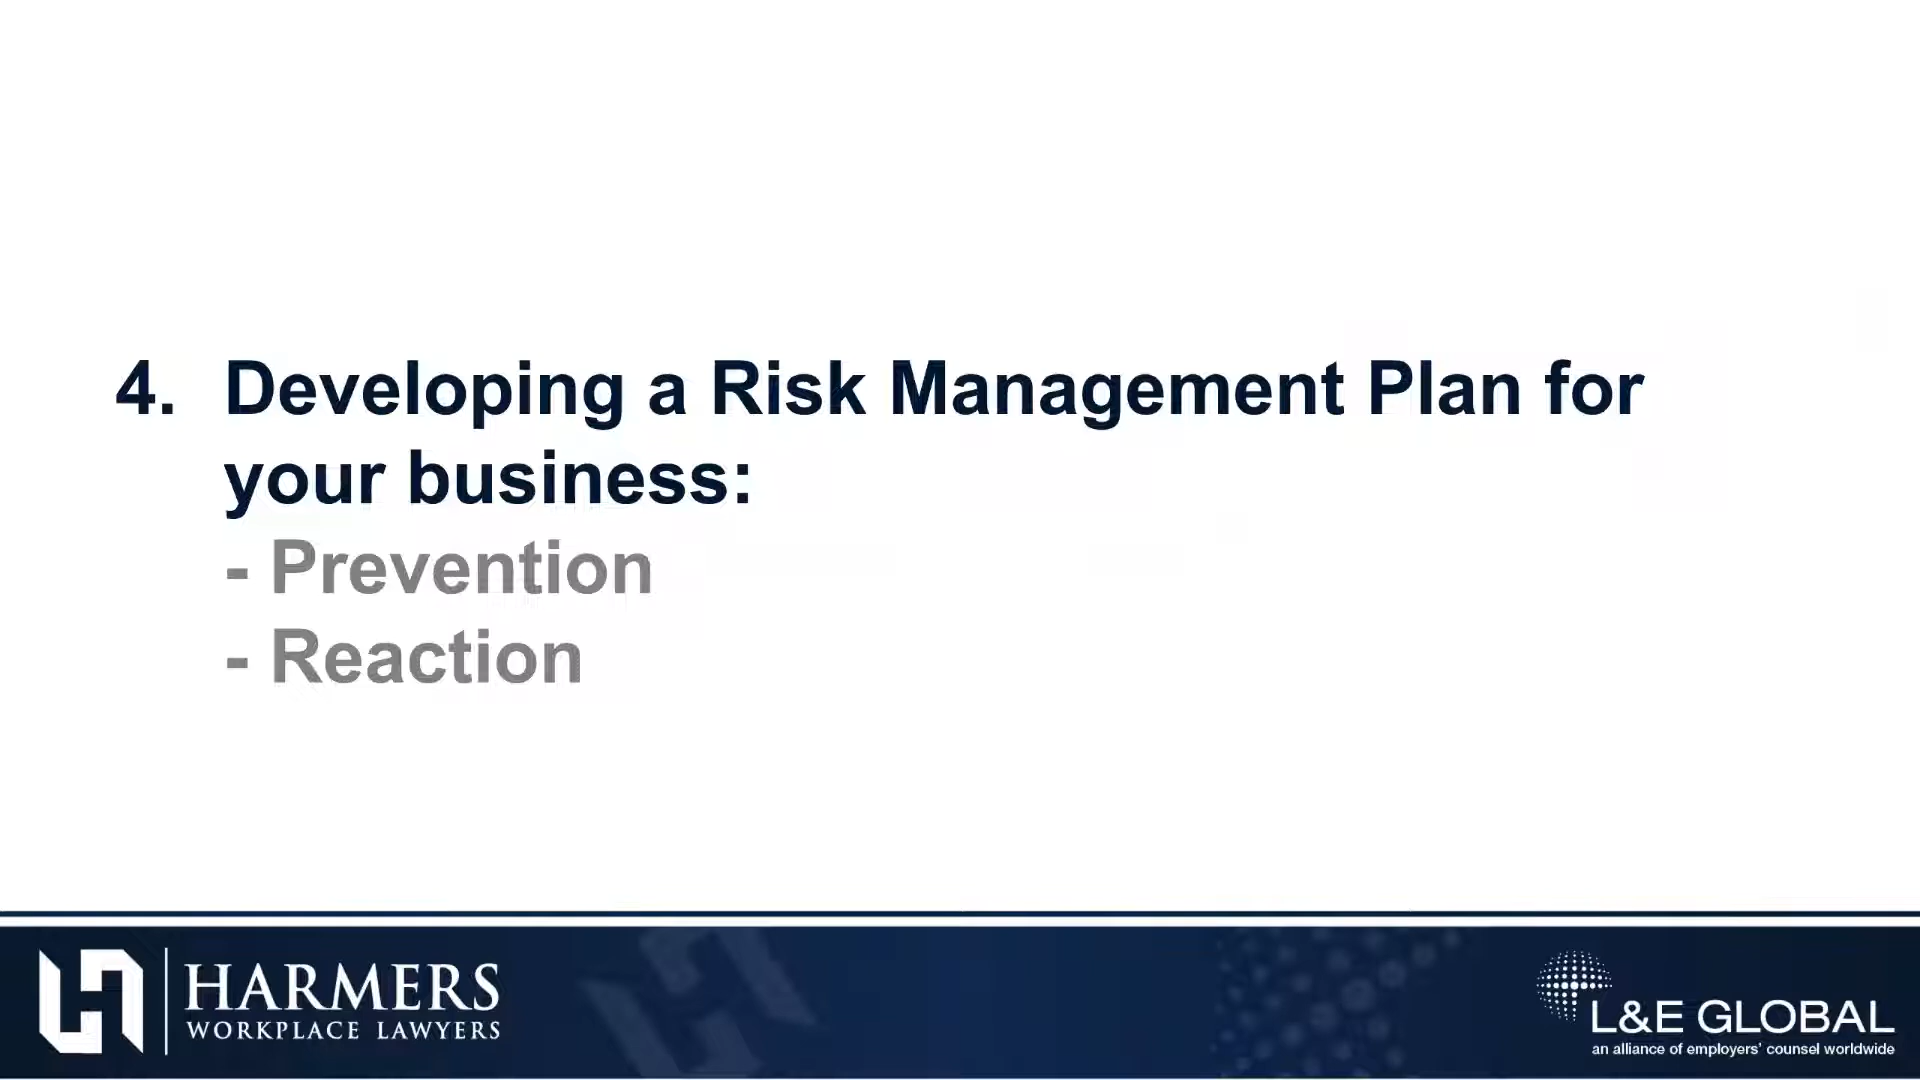 4. Developing a Risk Management Plan for
your business:
- Prevention
- Reaction
HARMERS
WORKPLACE LAWYERS
L&E GLOBAL
an alliance of employers' counsel worldwide